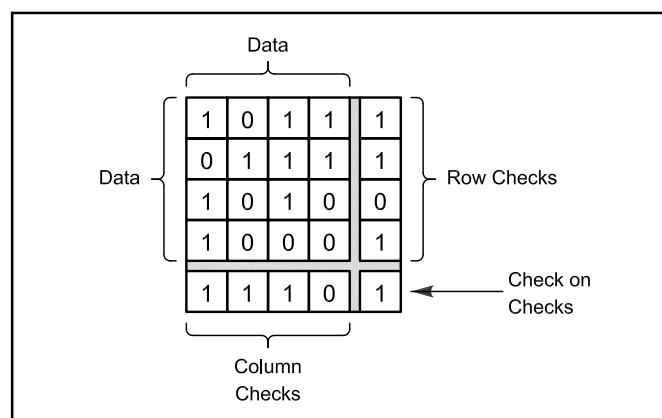 Data
Data
1 0 1 1 1
0 1 1 1 1
1 0 1 0 0
1 0 0 0 1
1 1 1 0 1
Row Checks
Check on
Checks
Column
Checks